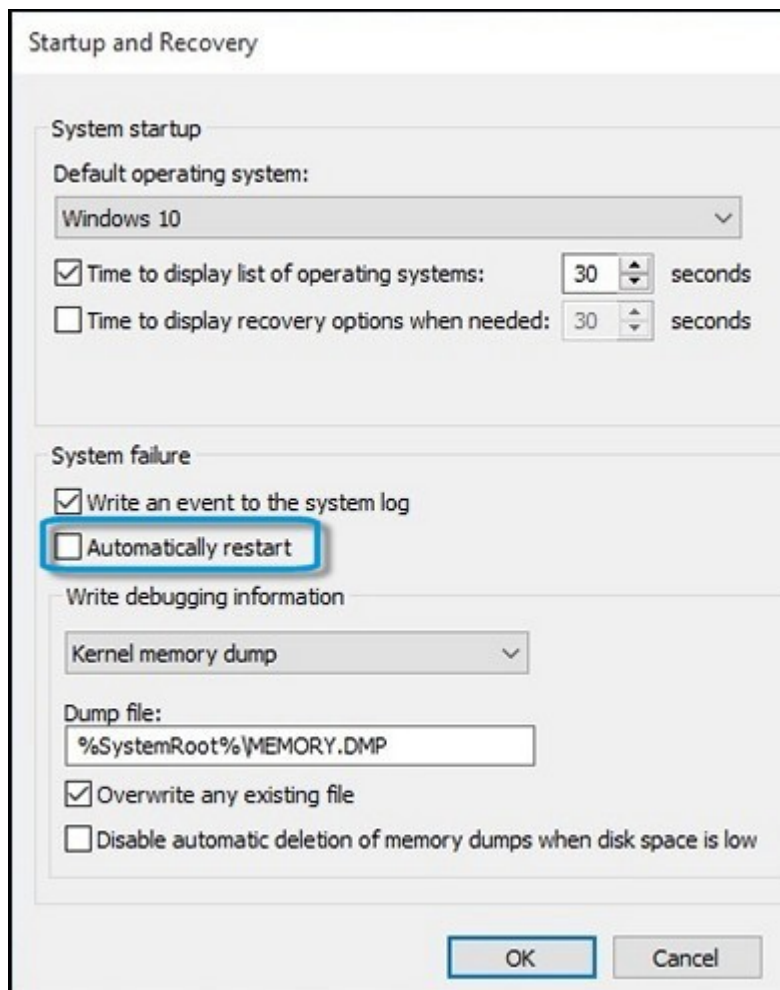 Startup and Recovery
System startup
Default operating system:
Windows 10
Time to display list of operating systems: 30 seconds
Time to display recovery options when needed: 30 seconds
System failure
Write an event to the system log
Automatically restart
Write debugging information
Kernel memory dump
Dump file:
%SystemRoot%\MEMORY.DMP
Overwrite any existing file
Disable automatic deletion of memory dumps when disk space is low
OK Cancel